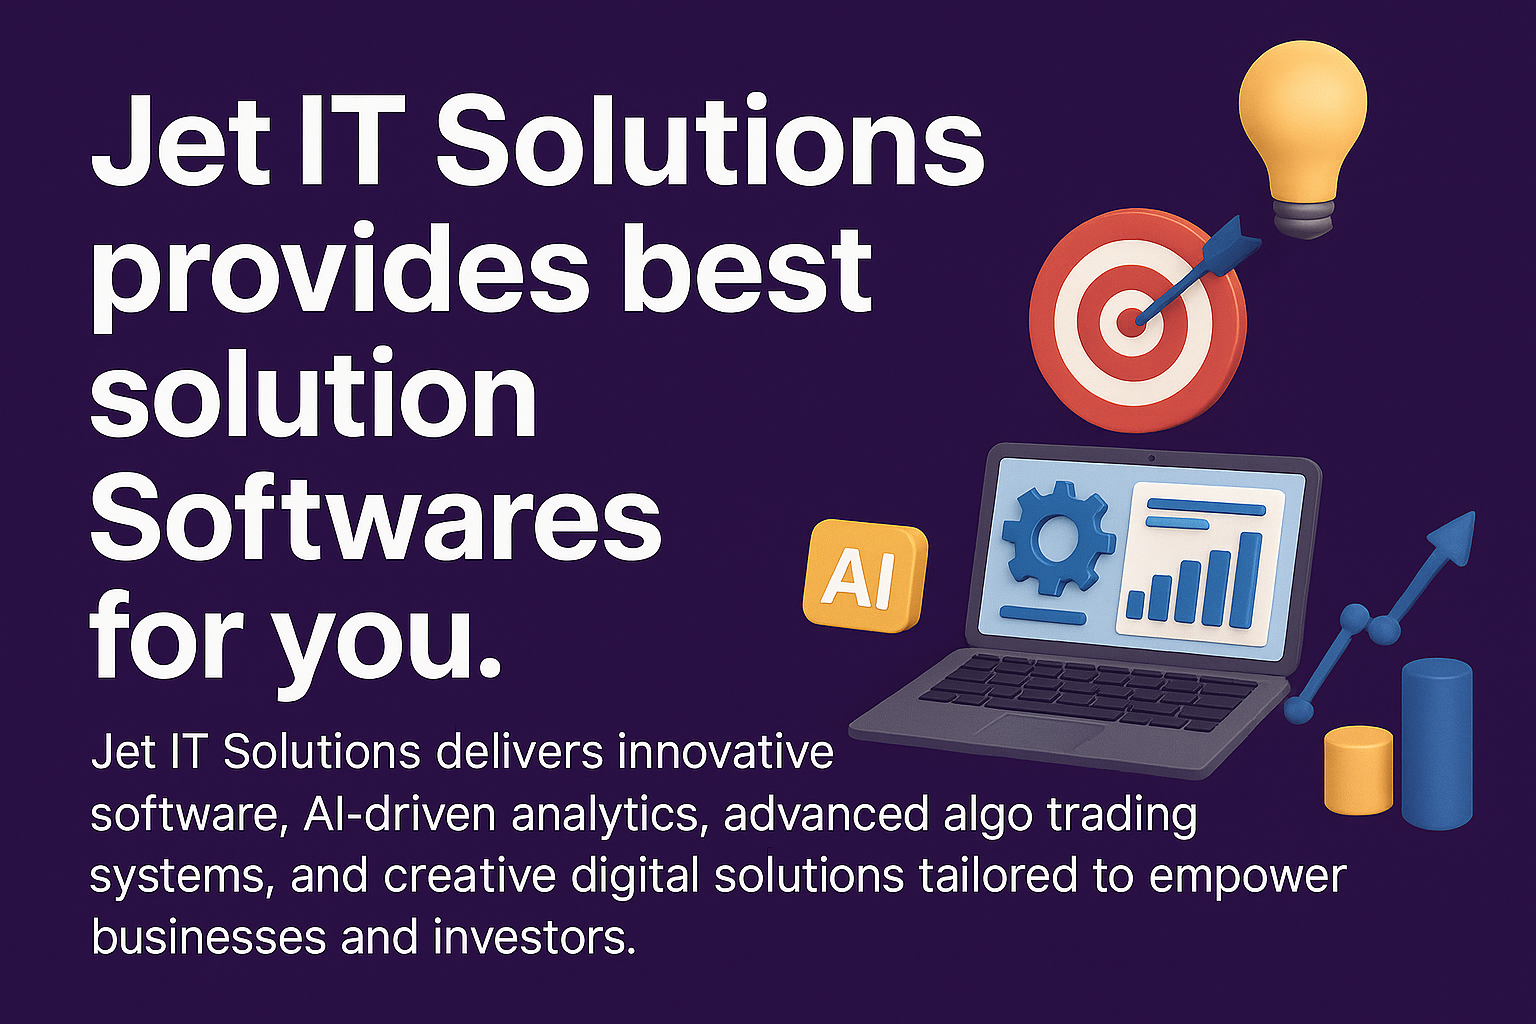 Jet IT Solutions
provides best
solution
Softwares
for you.
Jet IT Solutions delivers innovative
software, AI-driven analytics, advanced algo trading
systems, and creative digital solutions tailored to empower
businesses and investors.
AI